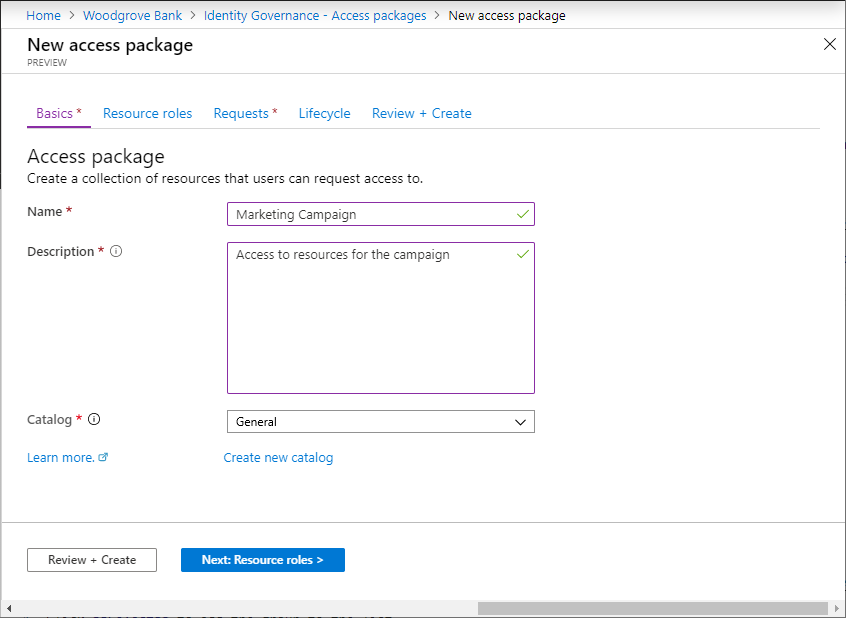 Home > Woodgrove Bank > Identity Governance - Access packages > New access package
New access package
PREVIEW
Basics * Resource roles Requests * Lifecycle Review + Create
Access package
Create a collection of resources that users can request access to.
Name * Marketing Campaign
Description * Access to resources for the campaign
Catalog * General
Learn more. Create new catalog
Review + Create Next: Resource roles >